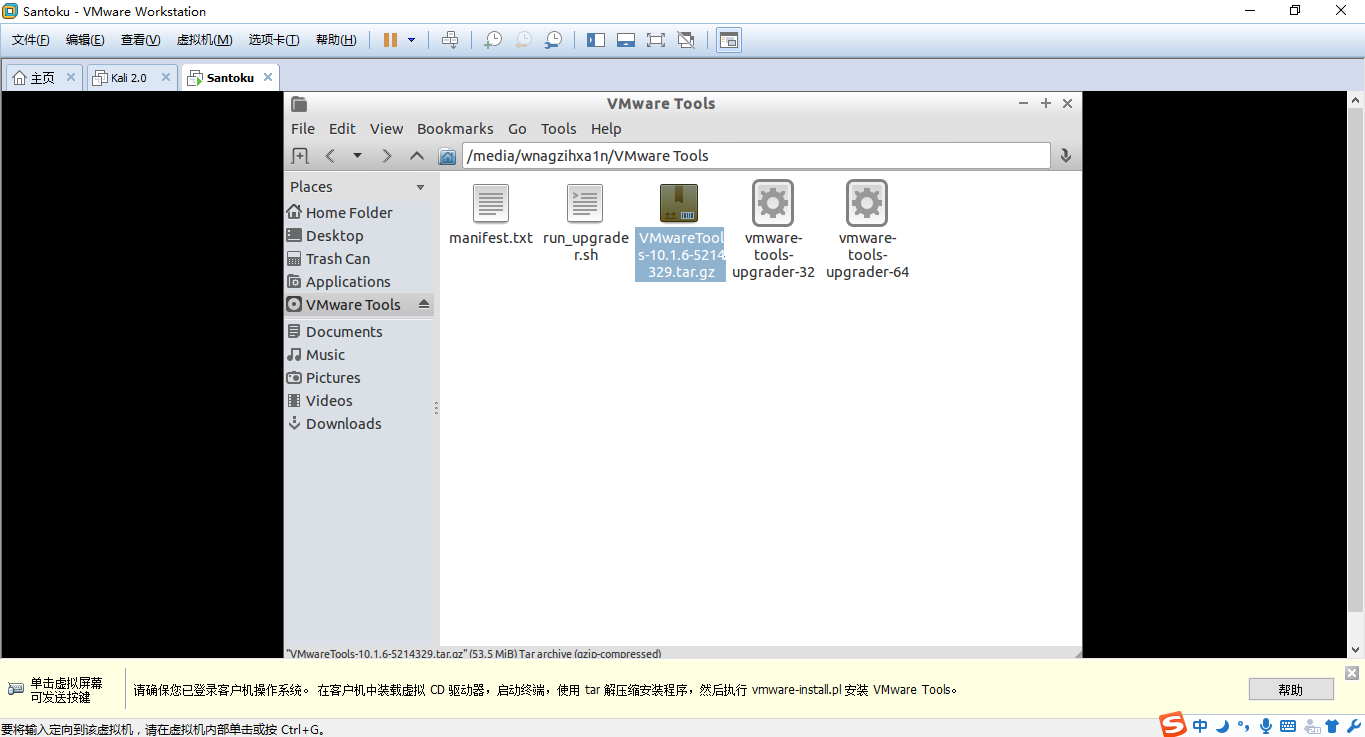 Santoku - VMware Workstation
文件(F) 编辑(E) 查看(V) 虚拟机(M) 选项卡(T) 帮助(H)
主页 Kali 2.0 Santoku
VMware Tools
File Edit View Bookmarks Go Tools Help
/media/wnagzihxa1n/VMware Tools
Places
Home Folder
Desktop
Trash Can
Applications
VMware Tools
Documents
Music
Pictures
Videos
Downloads
manifest.txt
run_upgrade
r.sh
VMwareTool
s-10.1.6-5214
329.tar.gz
vmware-
tools-
upgrader-32
vmware-
tools-
upgrader-64
"VMwareTools-10.1.6-5214329.tar.gz" (53.5 MiB) Tar archive (gzip-compressed)
单击虚拟屏幕
可发送按键
请确保您已登录客户机操作系统。在客户机中装载虚拟 CD 驱动器，启动终端，使用 tar 解压缩安装程序，然后执行 vmware-install.pl 安装 VMware Tools。
帮助
要将输入定向到该虚拟机，请在虚拟机内部单击或按 Ctrl+G。
中